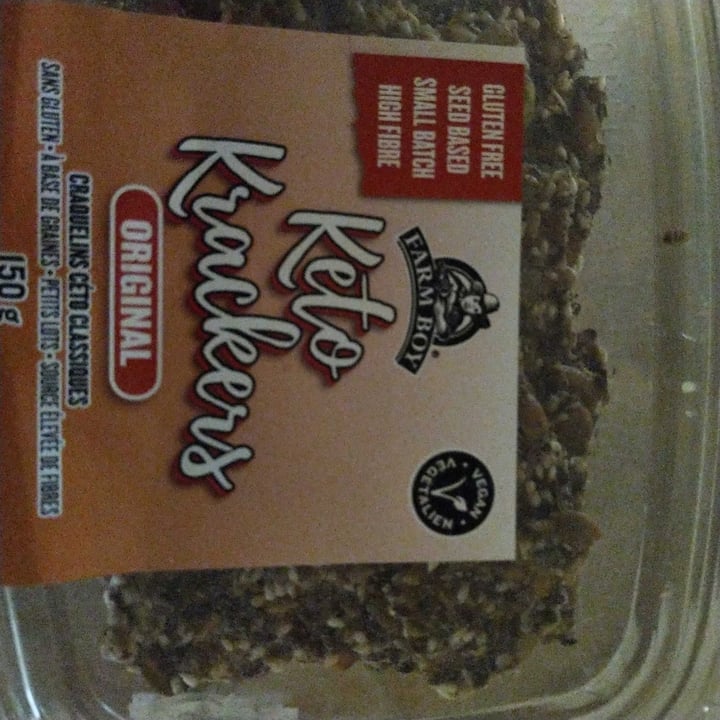 GLUTEN FREE
SEED BASED
SMALL BATCH
HIGH FIBRE
FARM BOY®
VEGAN • VÉGÉTALIEN •
Keto
Krackers
ORIGINAL
CRAQUELINS CÉTO CLASSIQUES
SANS GLUTEN • À BASE DE GRAINES • PETITS LOTS • SOURCE ÉLEVÉE DE FIBRES
150 g